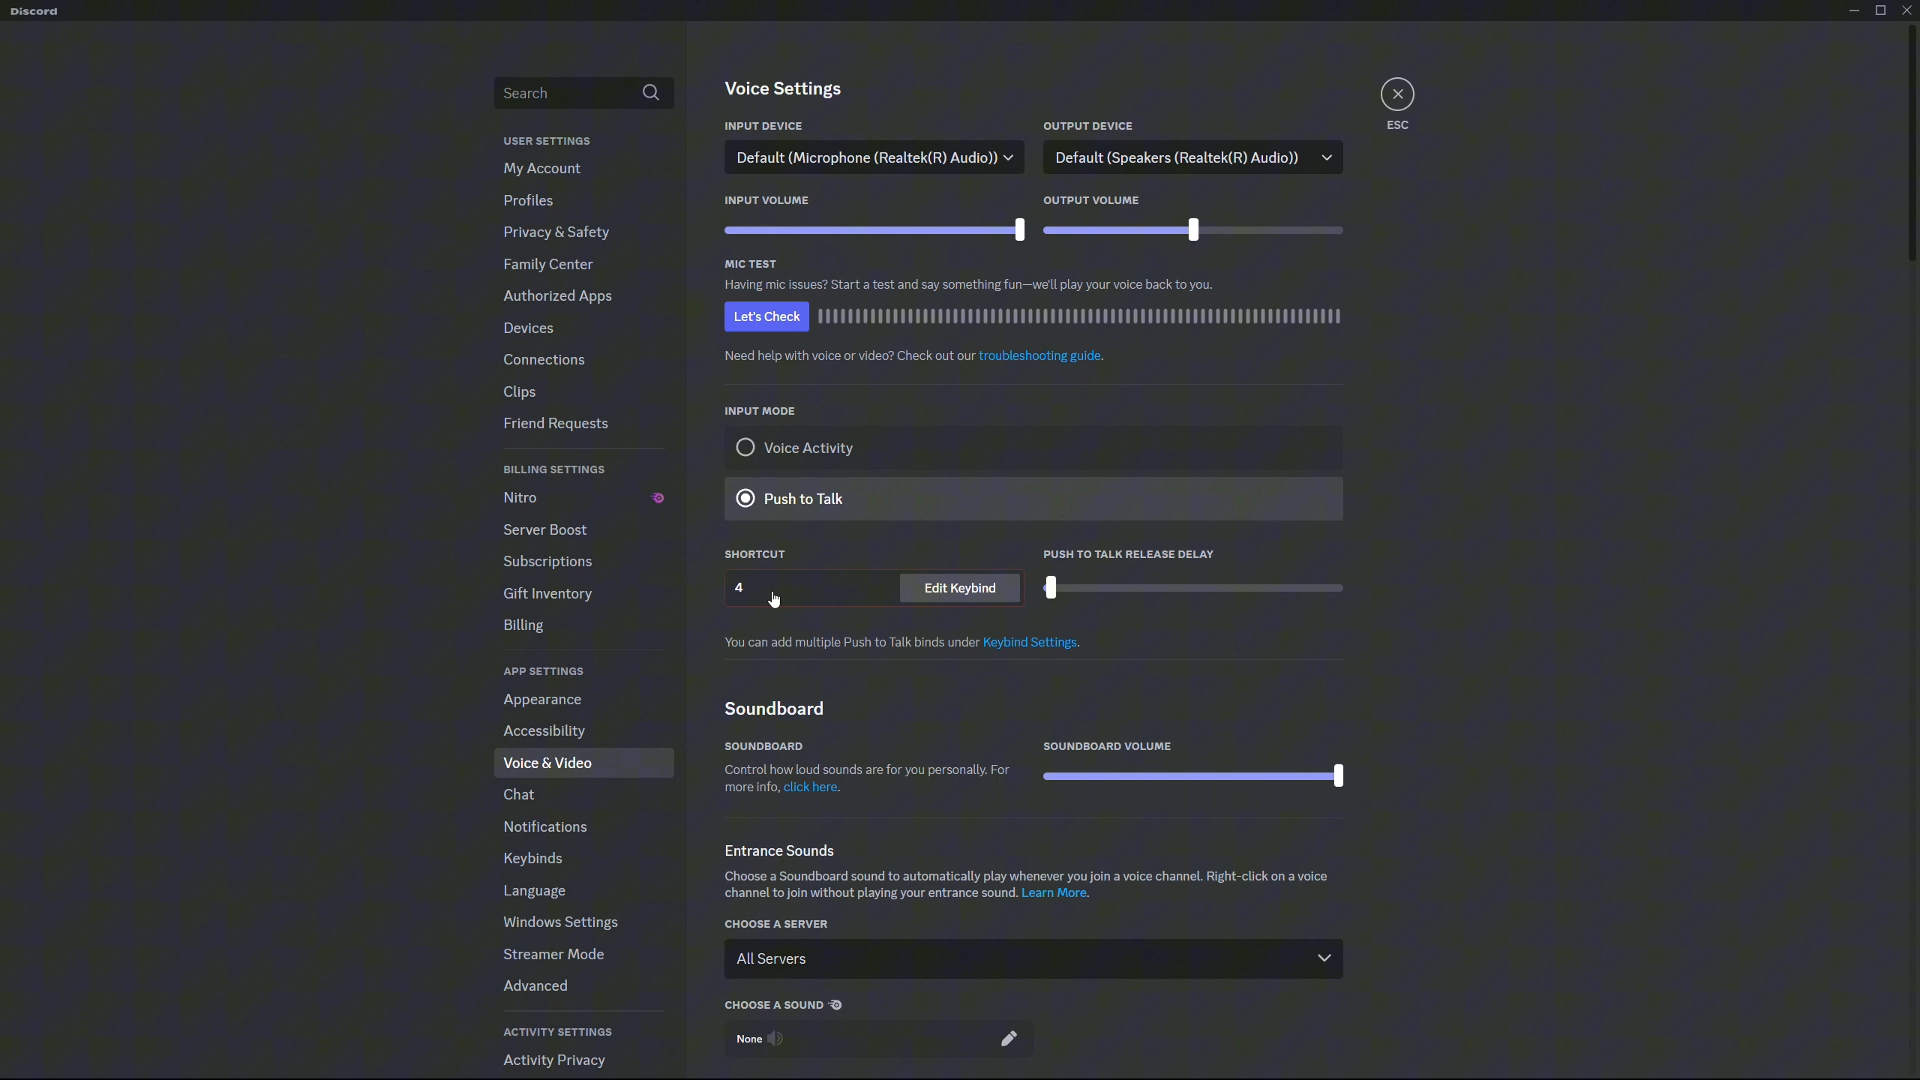 Discord
Search
USER SETTINGS
My Account
Profiles
Privacy & Safety
Family Center
Authorized Apps
Devices
Connections
Clips
Friend Requests
BILLING SETTINGS
Nitro
Server Boost
Subscriptions
Gift Inventory
Billing
APP SETTINGS
Appearance
Accessibility
Voice & Video
Chat
Notifications
Keybinds
Language
Windows Settings
Streamer Mode
Advanced
ACTIVITY SETTINGS
Activity Privacy
Voice Settings
INPUT DEVICE
Default (Microphone (Realtek(R) Audio))
OUTPUT DEVICE
Default (Speakers (Realtek(R) Audio))
INPUT VOLUME
OUTPUT VOLUME
MIC TEST
Having mic issues? Start a test and say something fun—we'll play your voice back to you.
Let's Check
Need help with voice or video? Check out our troubleshooting guide.
INPUT MODE
Voice Activity
Push to Talk
SHORTCUT
4
Edit Keybind
PUSH TO TALK RELEASE DELAY
You can add multiple Push to Talk binds under Keybind Settings.
Soundboard
SOUNDBOARD
Control how loud sounds are for you personally. For
more info, click here.
SOUNDBOARD VOLUME
Entrance Sounds
Choose a Soundboard sound to automatically play whenever you join a voice channel. Right-click on a voice
channel to join without playing your entrance sound. Learn More.
CHOOSE A SERVER
All Servers
CHOOSE A SOUND
None
ESC